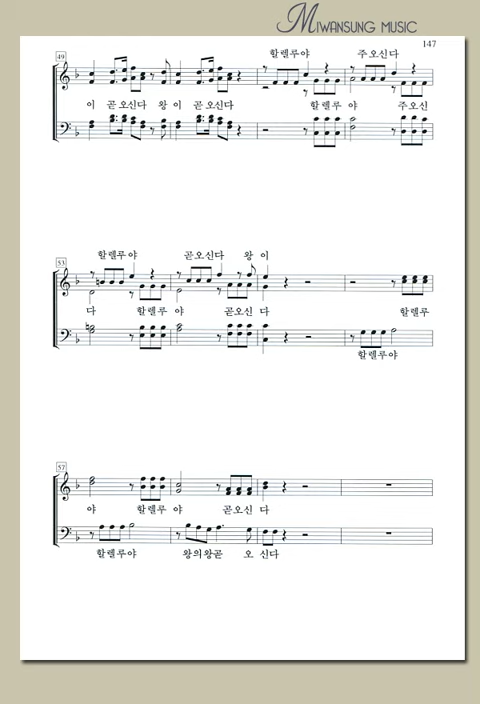 MIWANSUNG MUSIC
147
할렐루야 주오신다
49
이 곧오신다 왕이 곧오신다 할렐루 야 주오신
할렐루야 곧오신다 왕 이
53
다 할렐루 야 곧오신 다 할렐루
할렐루야
57
야 할렐루 야 곧오신 다
할렐루야 왕의왕곧 오 신다